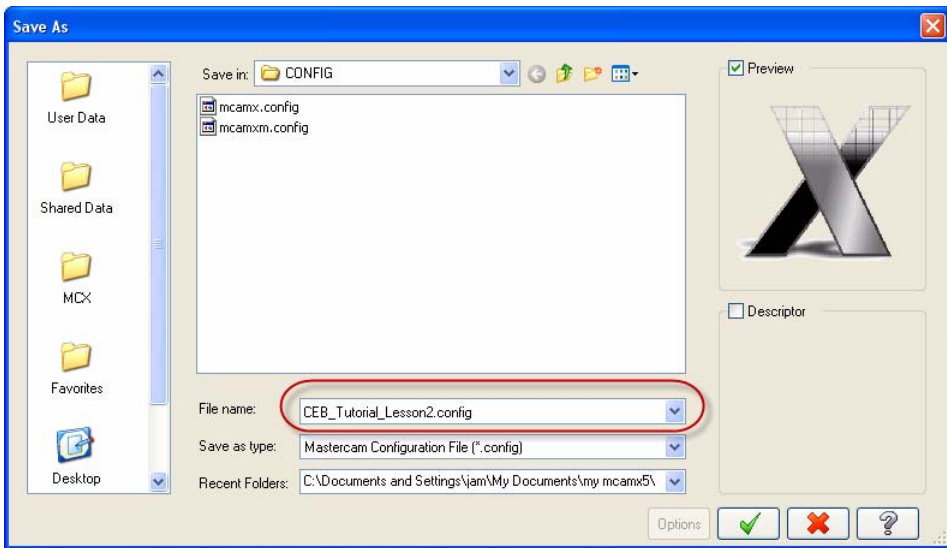 Save As
User Data
Shared Data
MCX
Favorites
Desktop
Save in: CONFIG
mcamx.config
mcamxm.config
File name: CEB_Tutorial_Lesson2.config
Save as type: Mastercam Configuration File (*.config)
Recent Folders: C:\Documents and Settings\jam\My Documents\my mcamx5\
Preview
Descriptor
Options